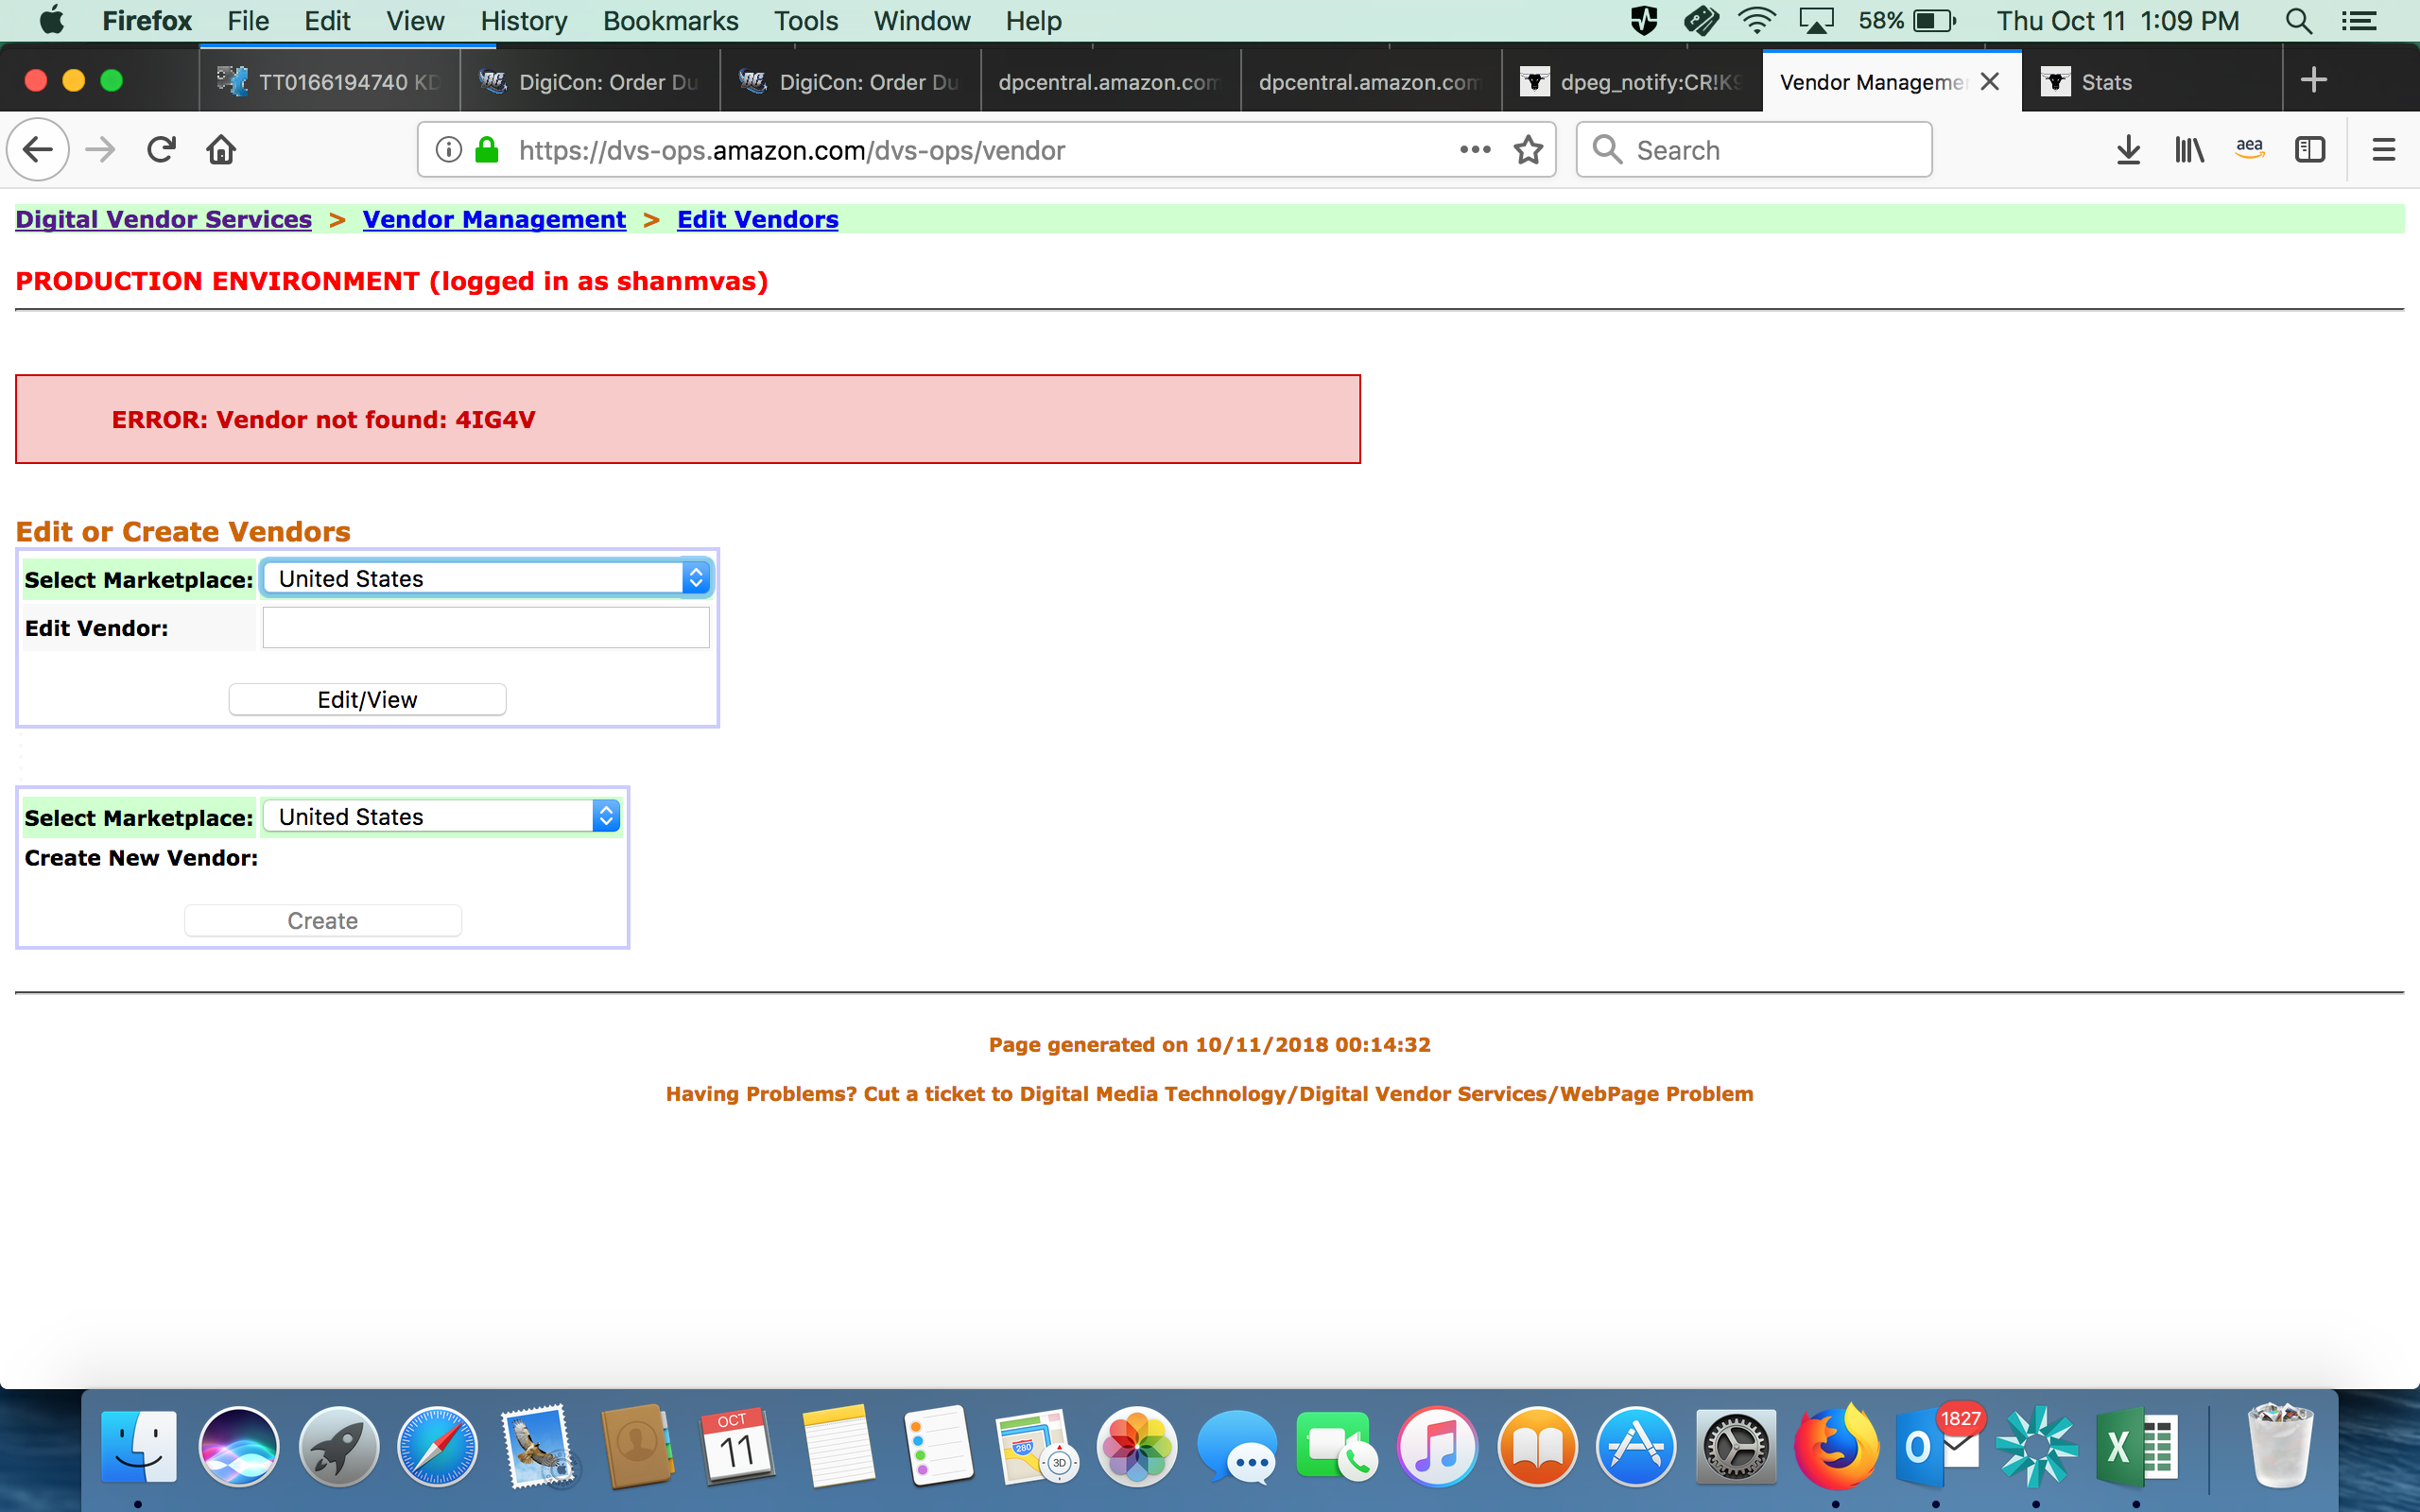 Firefox File Edit View History Bookmarks Tools Window Help 58% Thu Oct 11 1:09 PM
TT0166194740 KD DigiCon: Order Du DigiCon: Order Du dpcentral.amazon.com dpcentral.amazon.com dpeg_notify:CR!KS Vendor Manageme Stats
https://dvs-ops.amazon.com/dvs-ops/vendor Search aea
Digital Vendor Services > Vendor Management > Edit Vendors
PRODUCTION ENVIRONMENT (logged in as shanmvas)
ERROR: Vendor not found: 4IG4V
Edit or Create Vendors
Select Marketplace: United States
Edit Vendor:
Edit/View
Select Marketplace: United States
Create New Vendor:
Create
Page generated on 10/11/2018 00:14:32
Having Problems? Cut a ticket to Digital Media Technology/Digital Vendor Services/WebPage Problem
OCT
11
280
3D
1827